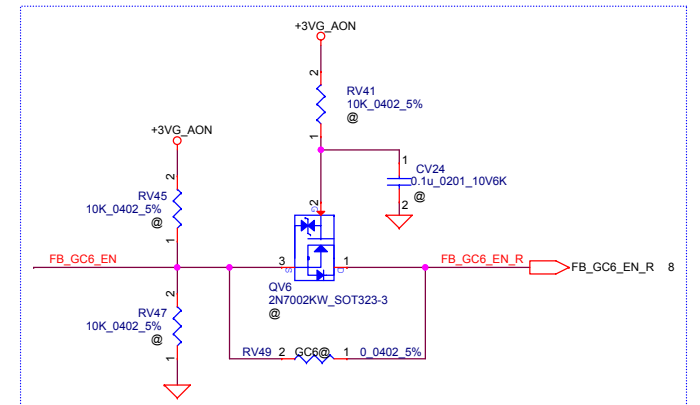 +3VG_AON
2
RV41
10K_0402_5%
@
1
+3VG_AON
1
CV24
0.1u_0201_10V6K
@
2
2
RV45
10K_0402_5%
@
1
2
G
FB_GC6_EN
3
S
1
D
FB_GC6_EN_R
FB_GC6_EN_R 8
QV6
2N7002KW_SOT323-3
@
2
RV47
10K_0402_5%
@
1
RV49 2 GC6@ 1 0_0402_5%